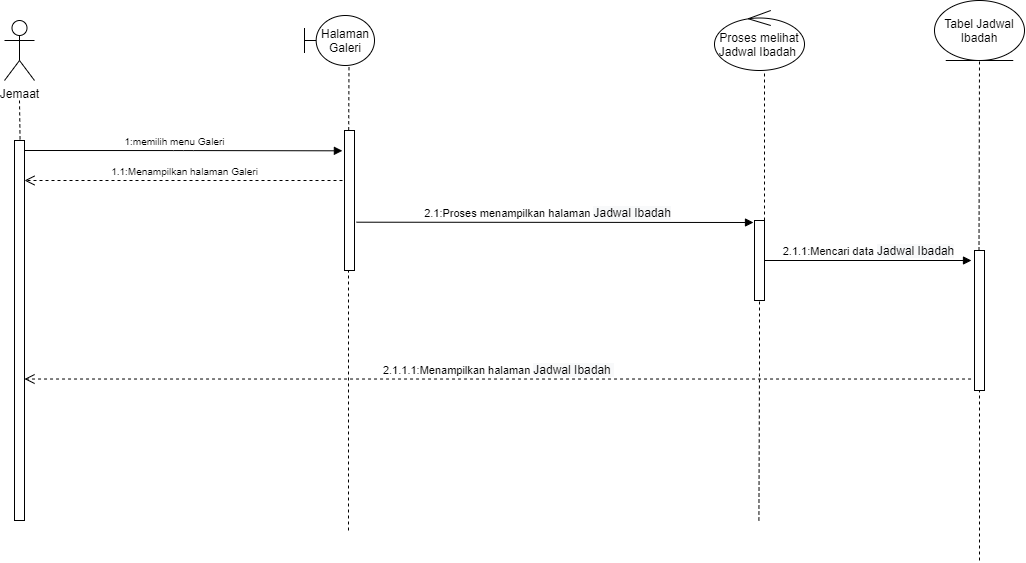 Jemaat
Halaman
Galeri
Proses melihat
Jadwal Ibadah
Tabel Jadwal
Ibadah
1:memilih menu Galeri
1.1:Menampilkan halaman Galeri
2.1:Proses menampilkan halaman Jadwal Ibadah
2.1.1:Mencari data Jadwal Ibadah
2.1.1.1:Menampilkan halaman Jadwal Ibadah